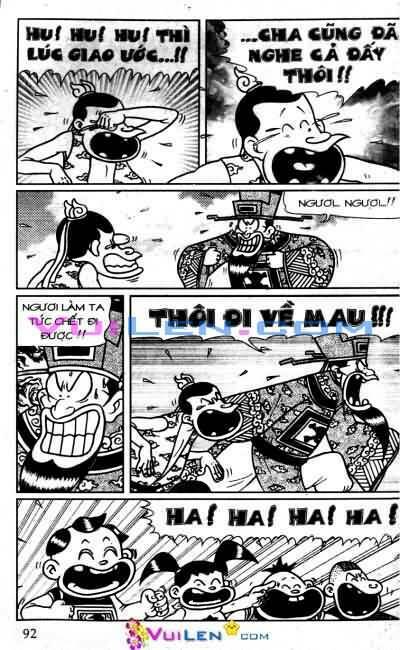 HU! HU! HU! THÌ
LÚC GIAO ƯỚC...!!
...CHA CŨNG ĐÃ
NGHE CẢ ĐẤY
THÔI!!
NGƯƠI... NGƯƠI...!!
NGƯƠI LÀM TA
TỨC CHẾT ĐI
ĐƯỢC!!
THÔI ĐI VỀ MAU!!!
VUILEN.COM
HA! HA! HA! HA!
92
VUILEN.COM